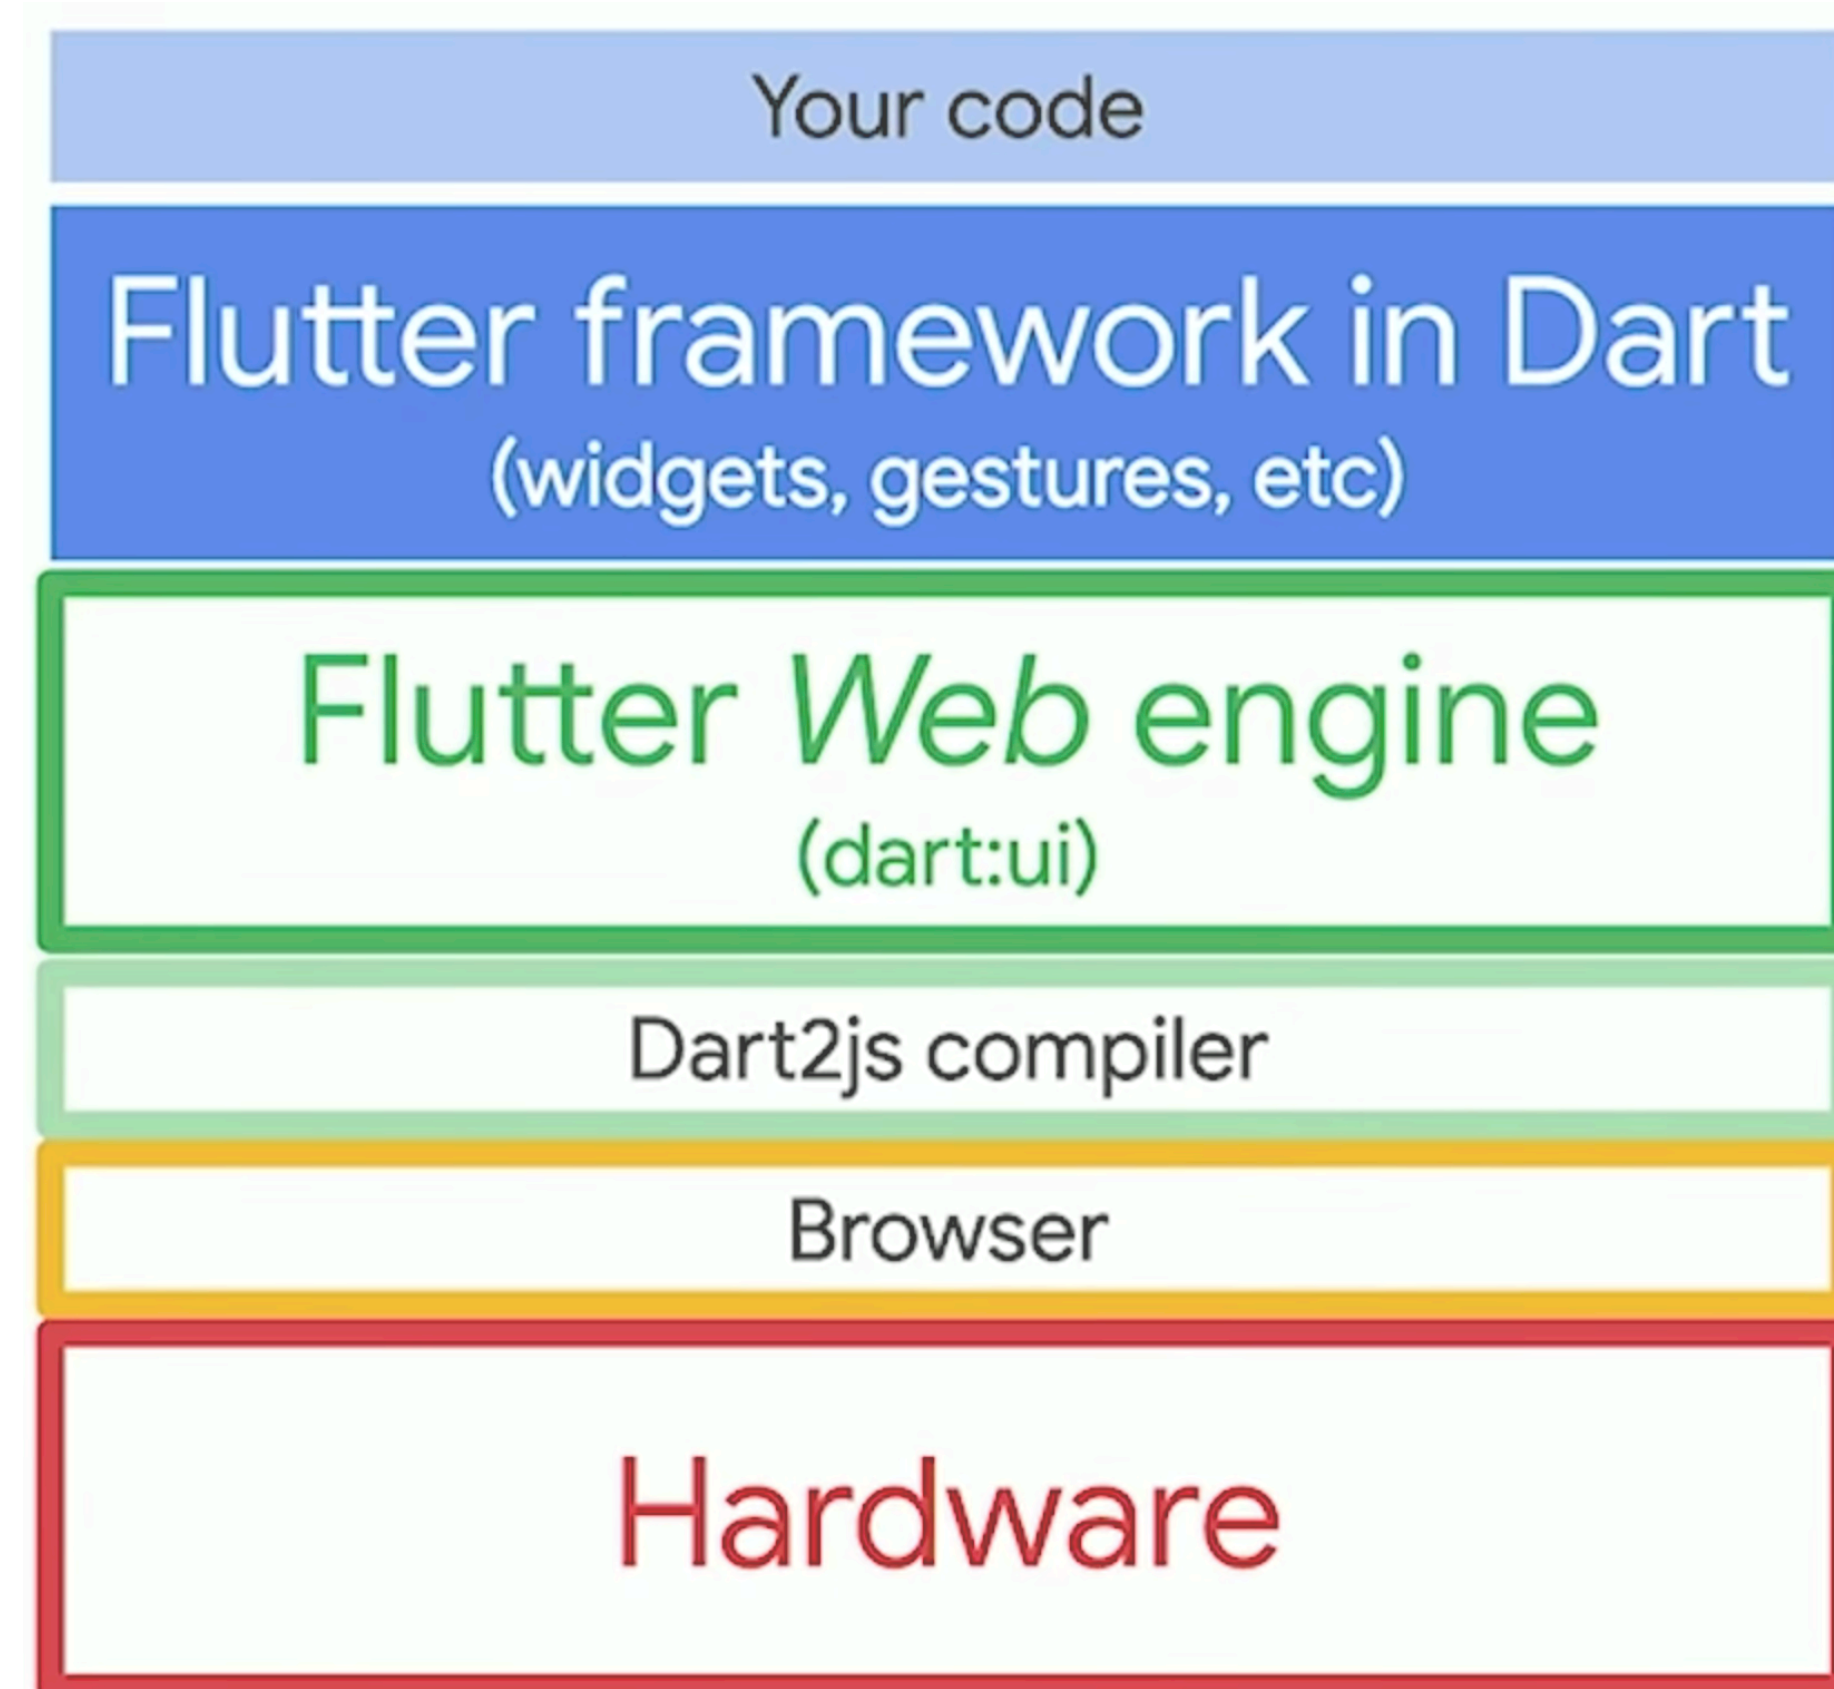 Your code
Flutter framework in Dart
(widgets, gestures, etc)
Flutter Web engine
(dart:ui)
Dart2js compiler
Browser
Hardware